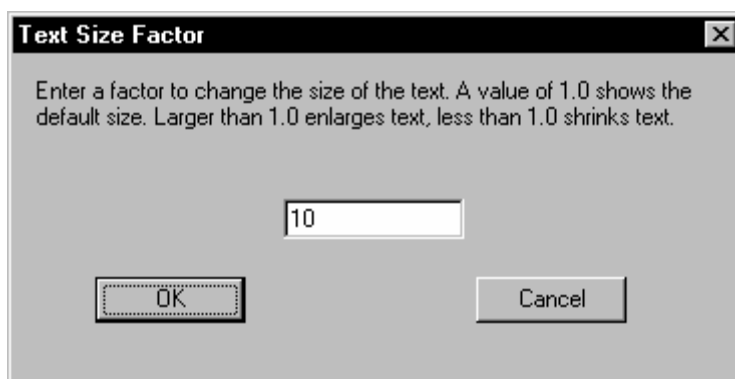 Text Size Factor
Enter a factor to change the size of the text. A value of 1.0 shows the
default size. Larger than 1.0 enlarges text, less than 1.0 shrinks text.
10
OK
Cancel